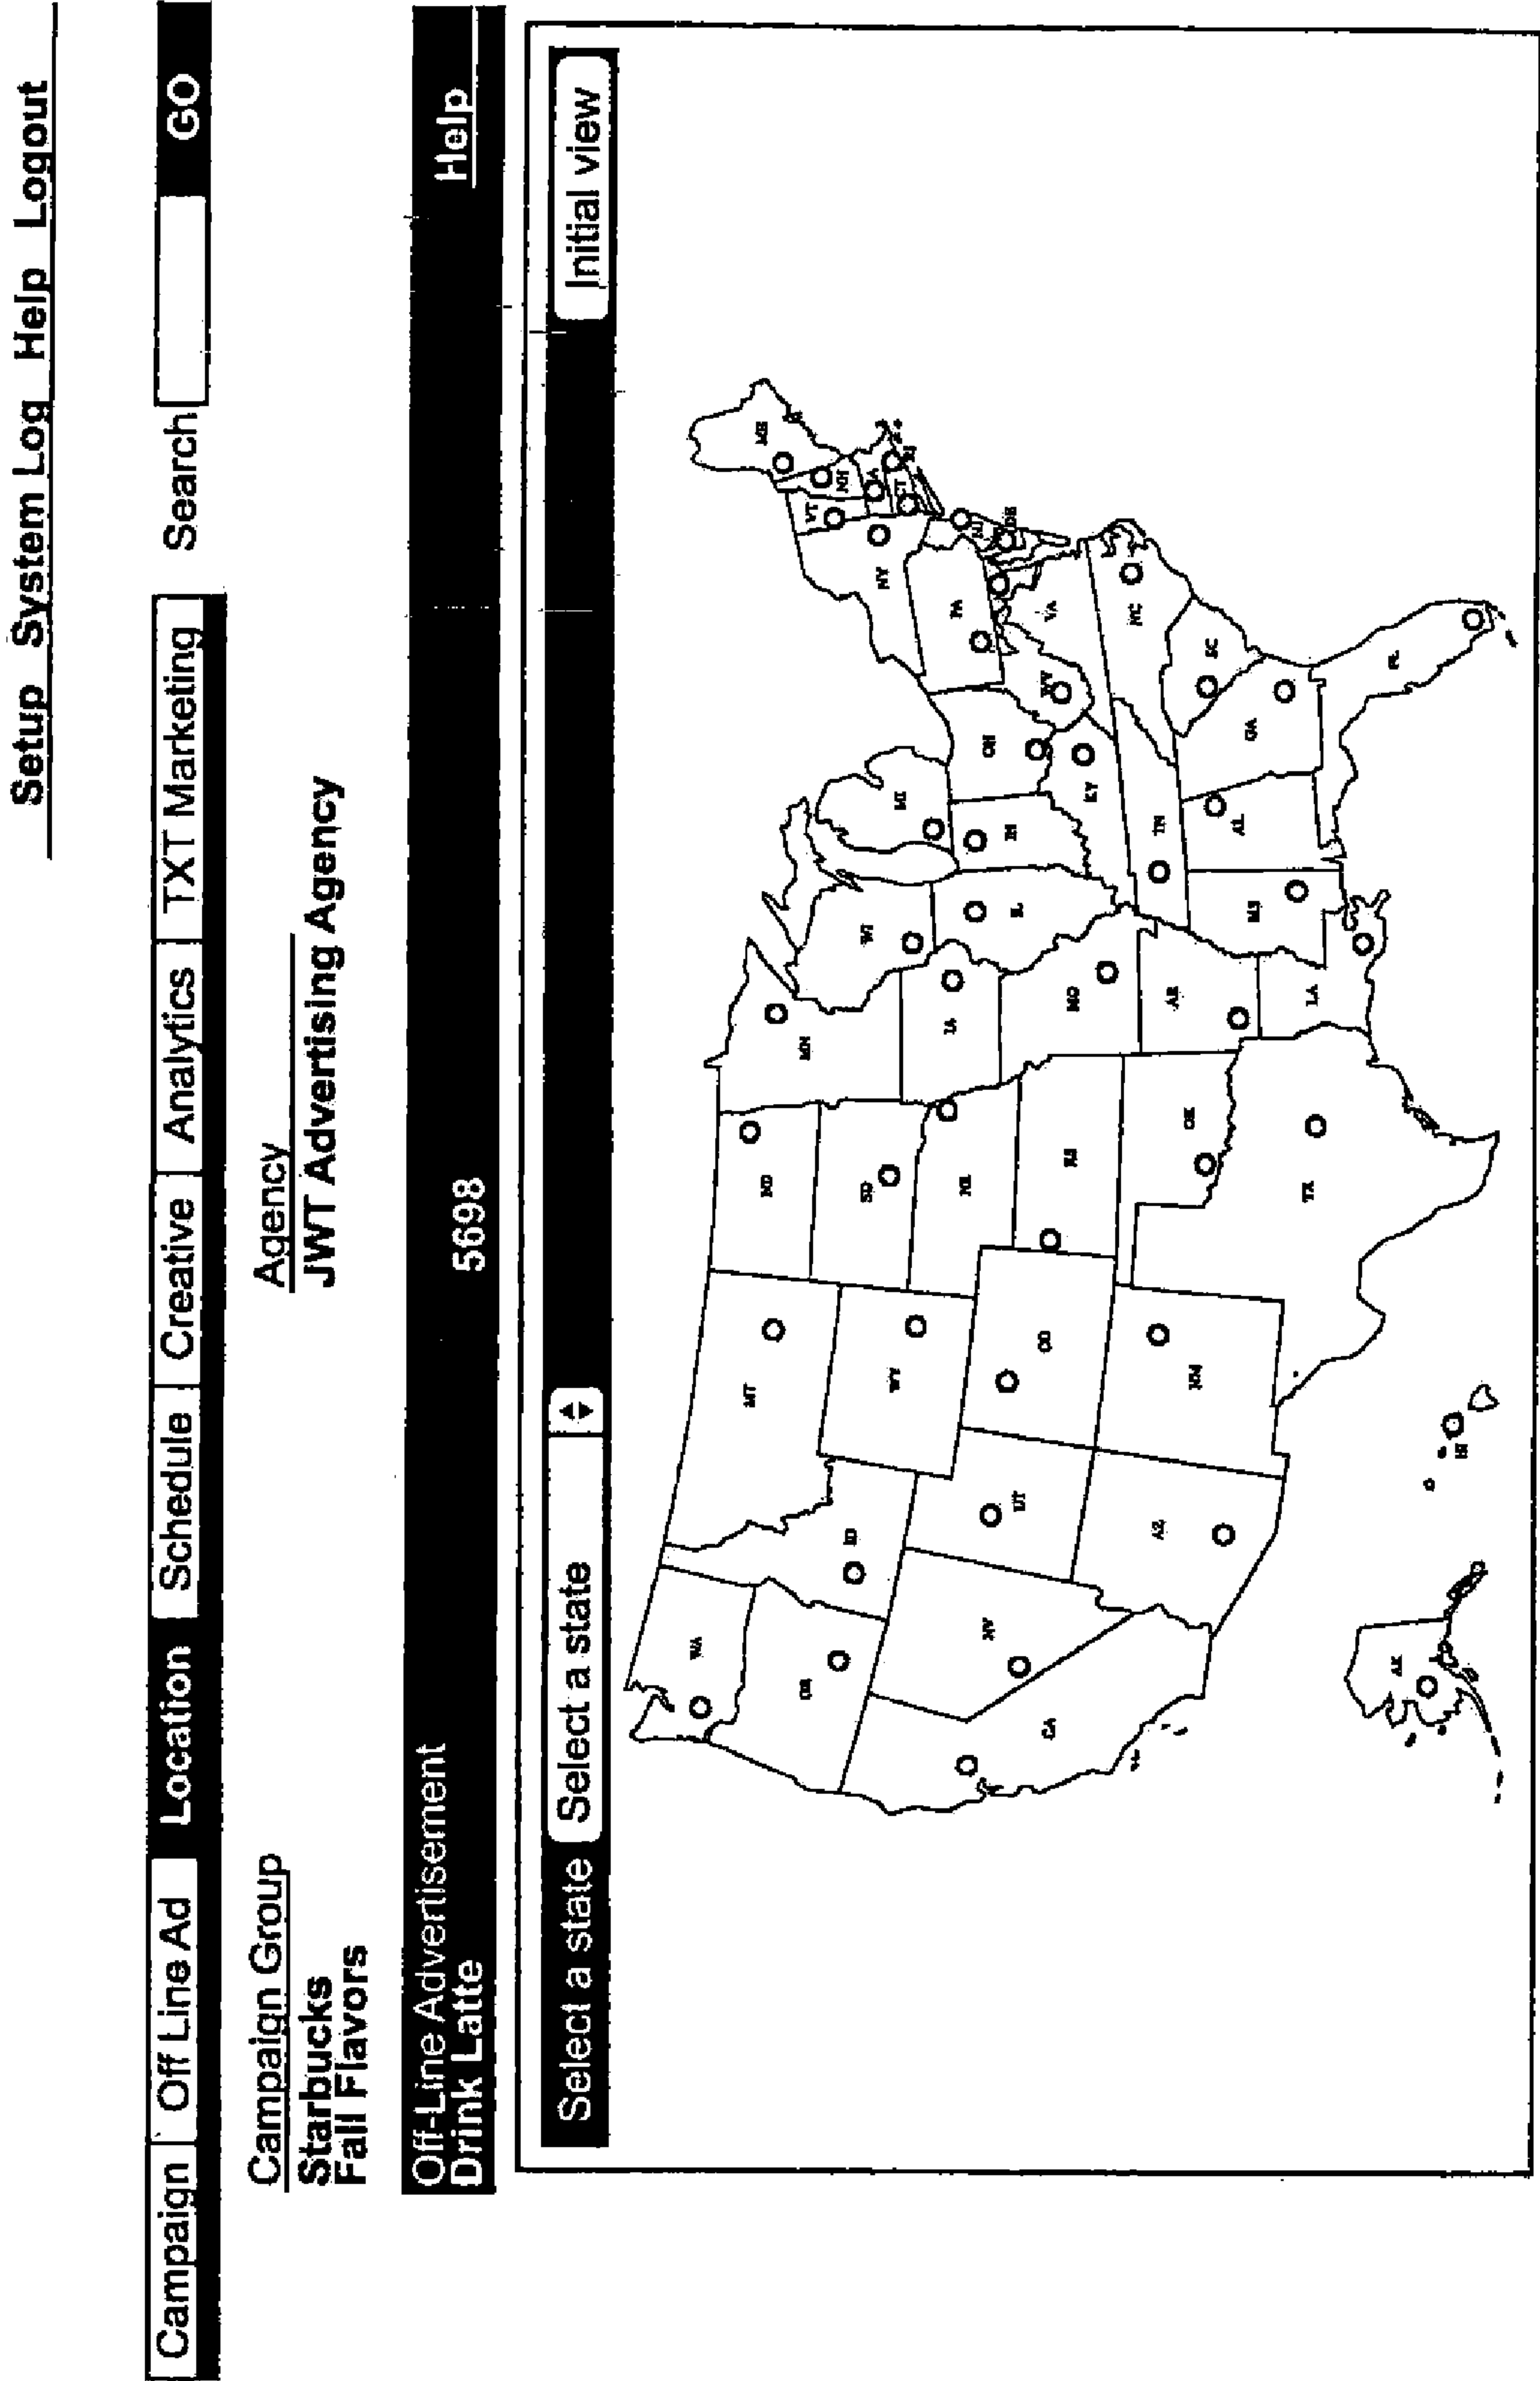 Setup System Log Help Logout
Campaign Off Line Ad Location Schedule Creative Analytics TXT Marketing Search GO
Campaign Group
Starbucks
Fall Flavors
Agency
JWT Advertising Agency
Off-Line Advertisement
Drink Latte
5698
Help
Select a state Select a state Initial view
WA
OR
CA
NV
ID
MT
WY
UT
AZ
CO
NM
ND
SD
KS
OK
TX
MN
IA
MO
AR
LA
WI
IL
MI
IN
OH
KY
TN
MS
AL
GA
FL
SC
NC
VA
WV
PA
NY
VT
NH
ME
CT
NJ
DE
AK
HI